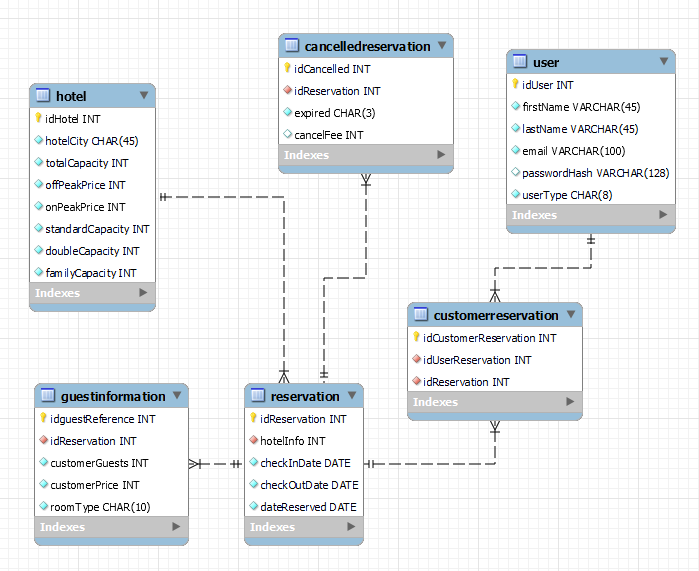 cancelledreservation
idCancelled INT
idReservation INT
expired CHAR(3)
cancelFee INT
Indexes
user
idUser INT
firstName VARCHAR(45)
lastName VARCHAR(45)
email VARCHAR(100)
passwordHash VARCHAR(128)
userType CHAR(8)
Indexes
hotel
idHotel INT
hotelCity CHAR(45)
totalCapacity INT
offPeakPrice INT
onPeakPrice INT
standardCapacity INT
doubleCapacity INT
familyCapacity INT
Indexes
customerreservation
idCustomerReservation INT
idUserReservation INT
idReservation INT
Indexes
guestinformation
idguestReference INT
idReservation INT
customerGuests INT
customerPrice INT
roomType CHAR(10)
Indexes
reservation
idReservation INT
hotelInfo INT
checkInDate DATE
checkOutDate DATE
dateReserved DATE
Indexes